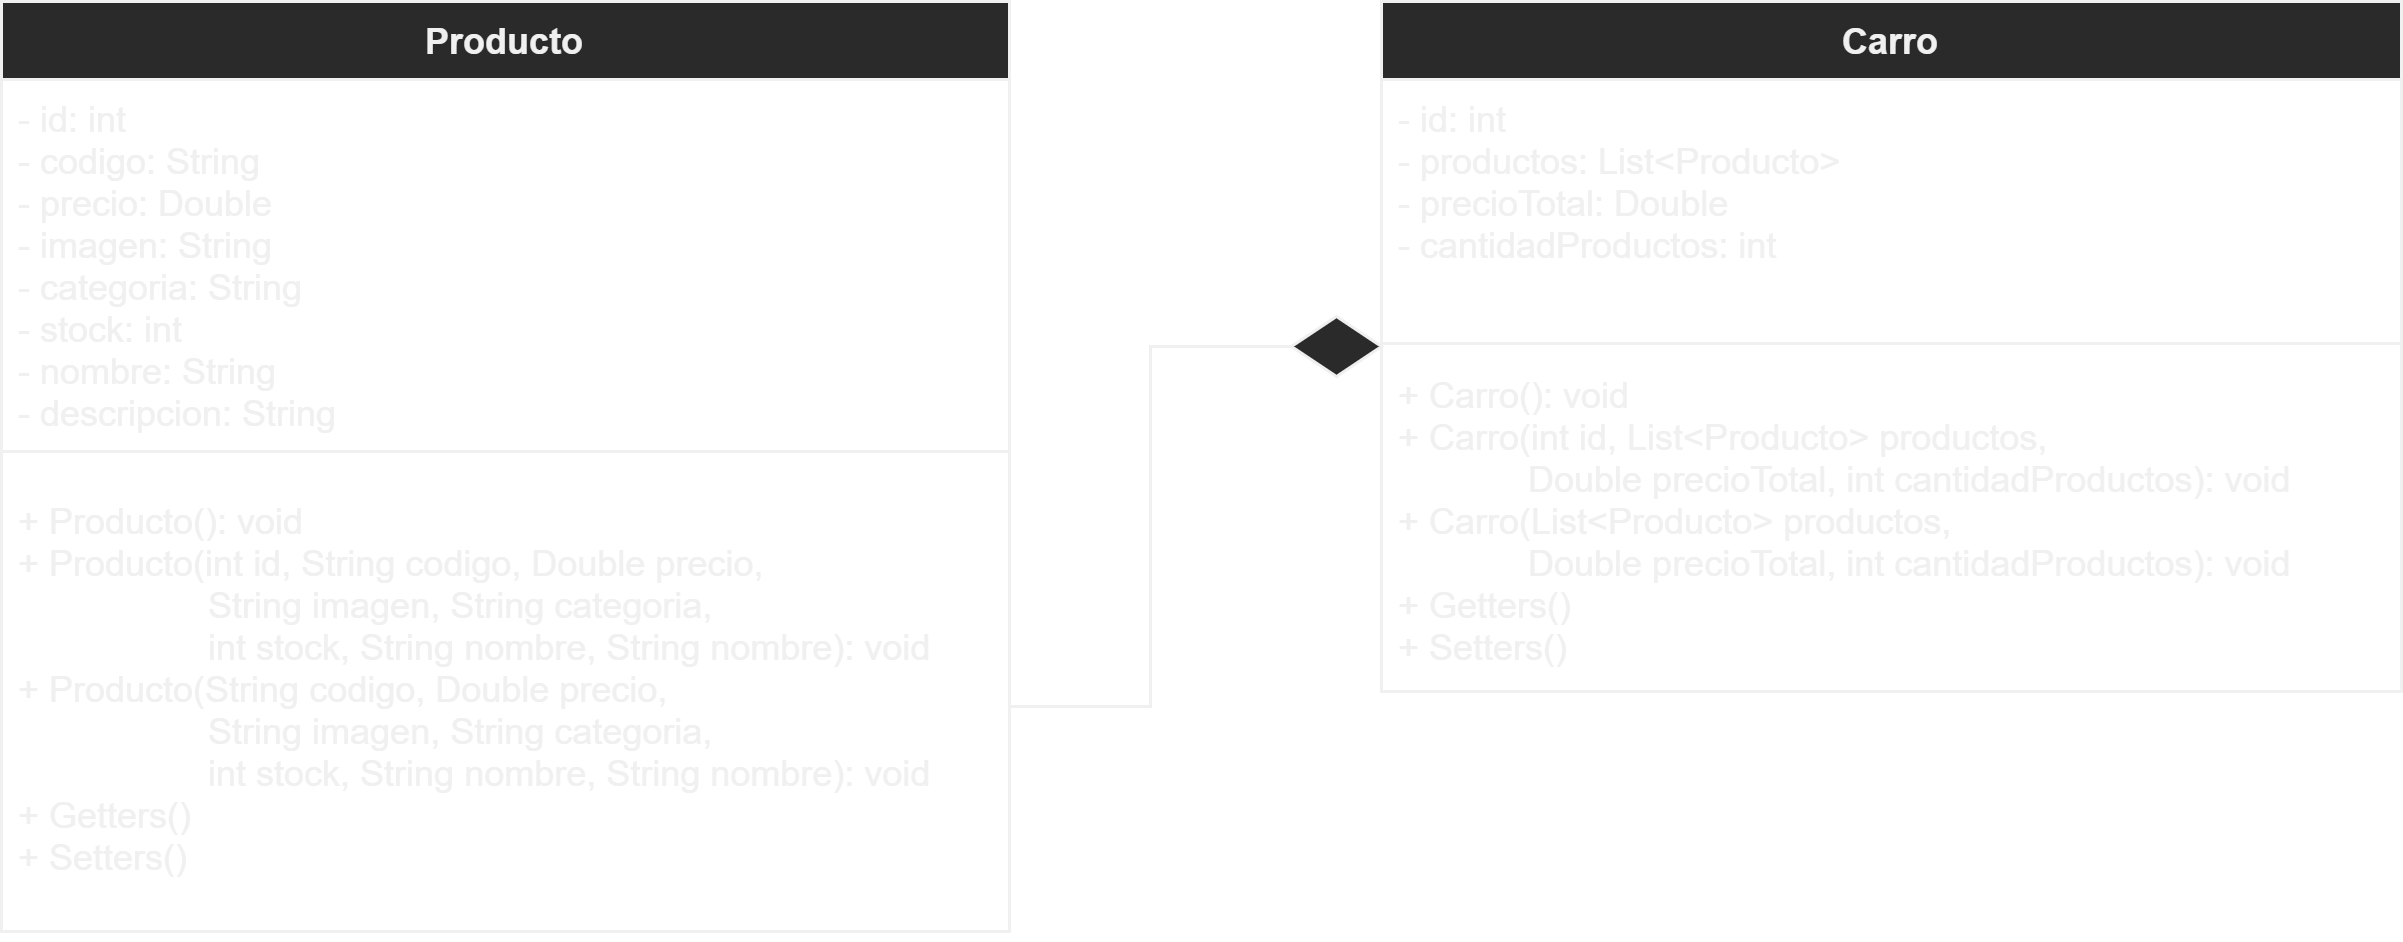 Producto
- id: int
- codigo: String
- precio: Double
- imagen: String
- categoria: String
- stock: int
- nombre: String
- descripcion: String
+ Producto(): void
+ Producto(int id, String codigo, Double precio,
String imagen, String categoria,
int stock, String nombre, String nombre): void
+ Producto(String codigo, Double precio,
String imagen, String categoria,
int stock, String nombre, String nombre): void
+ Getters()
+ Setters()
Carro
- id: int
- productos: List<Producto>
- precioTotal: Double
- cantidadProductos: int
+ Carro(): void
+ Carro(int id, List<Producto> productos,
Double precioTotal, int cantidadProductos): void
+ Carro(List<Producto> productos,
Double precioTotal, int cantidadProductos): void
+ Getters()
+ Setters()